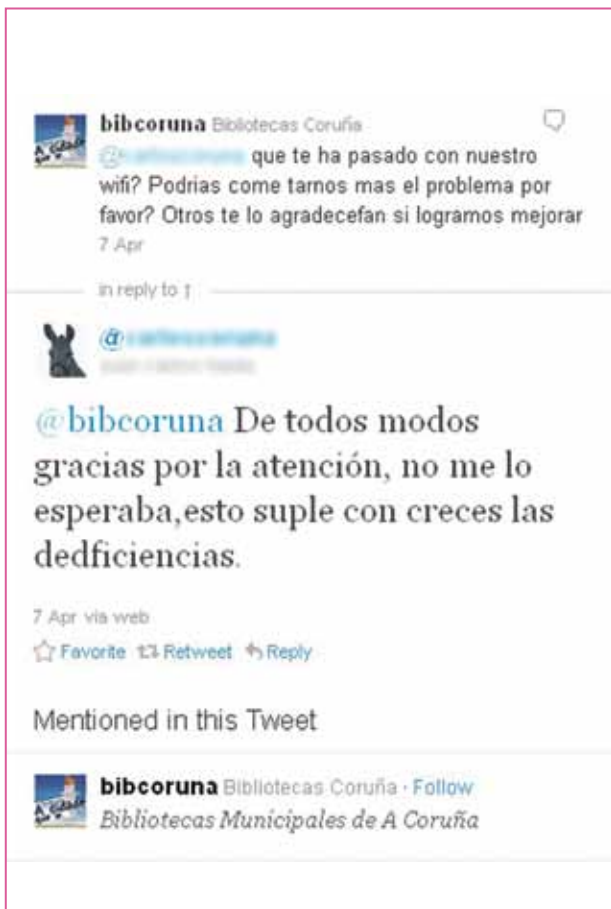 bibcoruna Bibliotecas Coruña
@ que te ha pasado con nuestro
wifi? Podrias come tarnos mas el problema por
favor? Otros te lo agradecefan si logramos mejorar
7 Apr
in reply to ↑
@
@bibcoruna De todos modos
gracias por la atención, no me lo
esperaba,esto suple con creces las
dedficiencias.
7 Apr via web
Favorite Retweet Reply
Mentioned in this Tweet
bibcoruna Bibliotecas Coruña · Follow
Bibliotecas Municipales de A Coruña